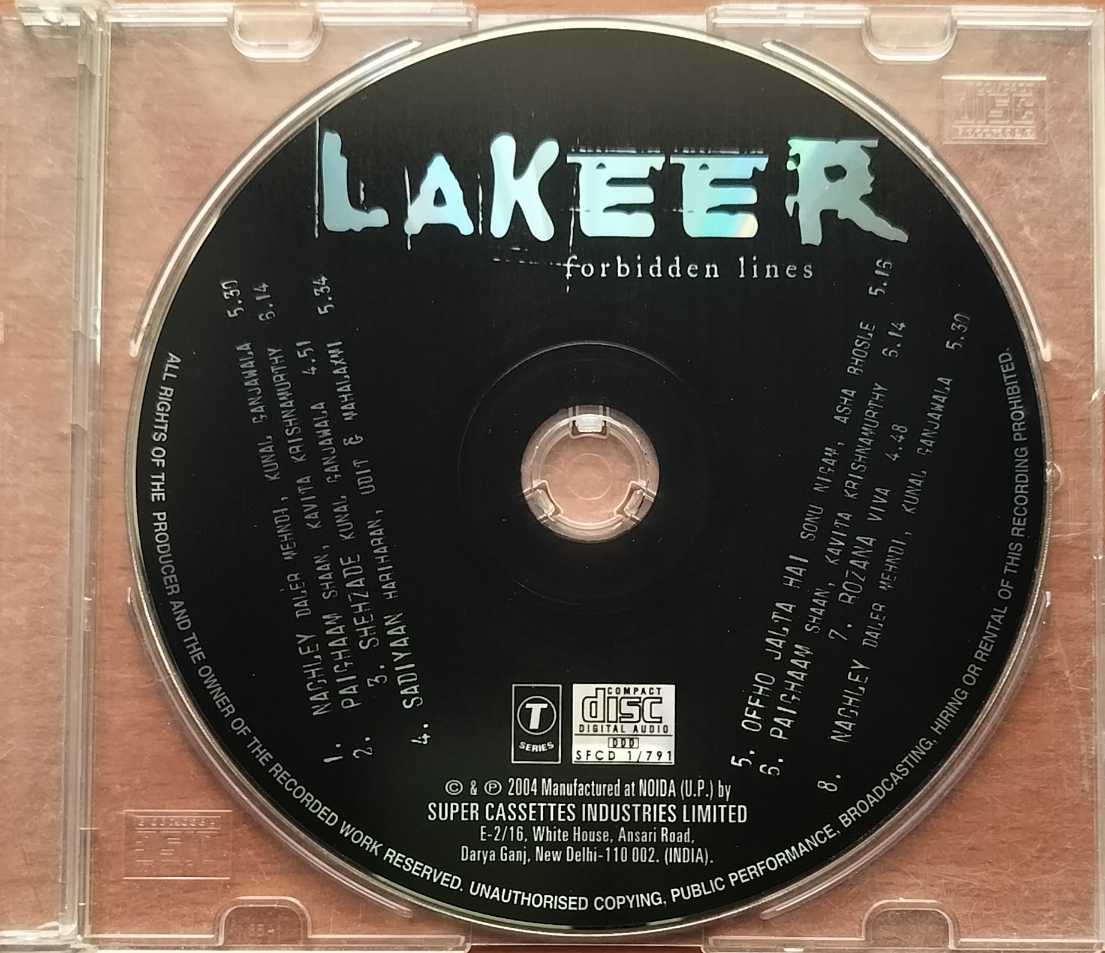 LAKEER
forbidden lines
1. NACHLEY DALER MEHNDI, KUNAL GANJAWALA 5.30
2. PAIGHAAM SHAAN, KAVITA KRISHNAMURTHY 6.14
3. SHEHZADE KUNAL GANJAWALA 4.51
4. SADIYAAN HARIHARAN, UDIT & MAHALAXMI 5.34
5. OFFHO JALTA HAI SONU NIGAM, ASHA BHOSLE 5.16
6. PAIGHAAM SHAAN, KAVITA KRISHNAMURTHY 6.14
7. ROZANA VIVA 4.48
8. NACHLEY DALER MEHNDI, KUNAL GANJAWALA 5.30
T
SERIES
COMPACT
disc
DIGITAL AUDIO
DDD
SFCD 1/791
© & ℗ 2004 Manufactured at NOIDA (U.P.) by
SUPER CASSETTES INDUSTRIES LIMITED
E-2/16, White House, Ansari Road,
Darya Ganj, New Delhi-110 002. (INDIA).
ALL RIGHTS OF THE PRODUCER AND THE OWNER OF THE RECORDED WORK RESERVED. UNAUTHORISED COPYING, PUBLIC PERFORMANCE, BROADCASTING, HIRING OR RENTAL OF THIS RECORDING PROHIBITED.
COMPACT
disc